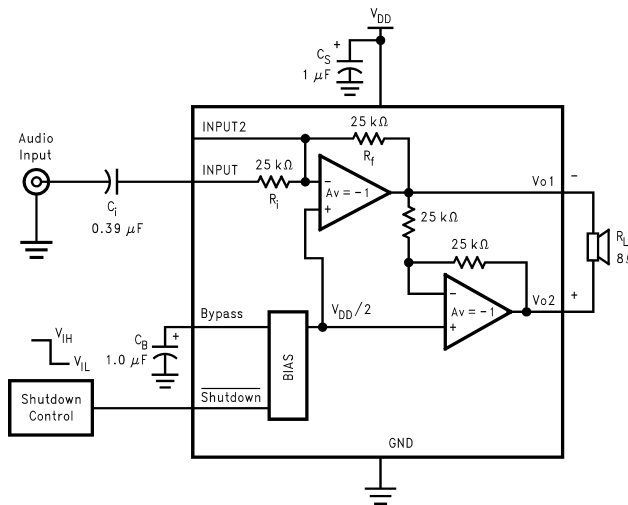 V_DD
C_S
+
1 µF
Audio
Input
C_i
0.39 µF
INPUT2
INPUT
25 kΩ
R_i
25 kΩ
R_f
−
Av = −1
+
25 kΩ
25 kΩ
−
Av = −1
+
Vo1
−
R_L
8Ω
Vo2
+
V_DD/2
Bypass
C_B
+
1.0 µF
BIAS
Shutdown
V_IH
V_IL
Shutdown
Control
GND